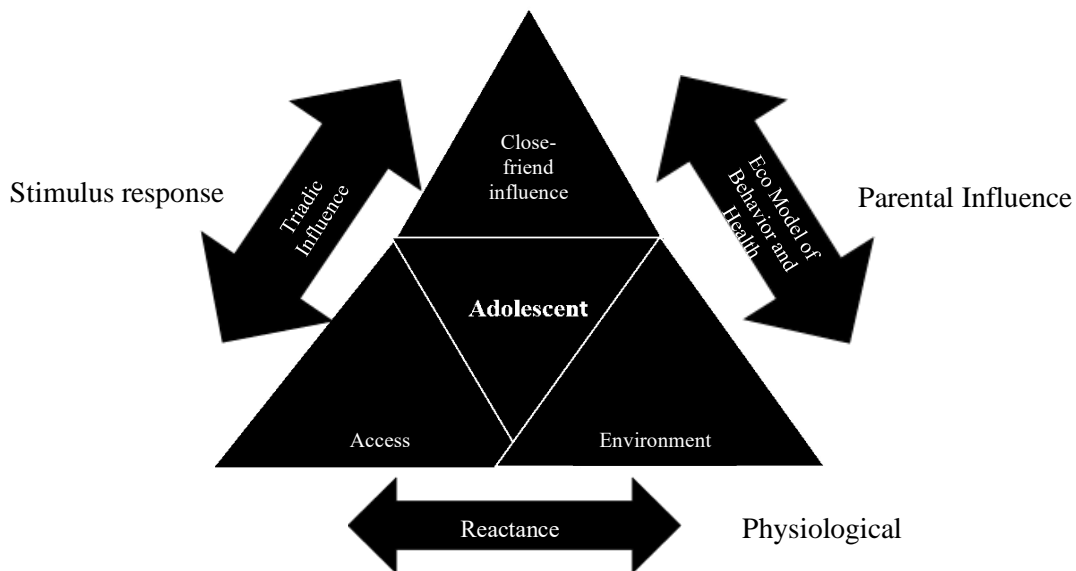 Close-
friend
influence
Stimulus response
Triadic
Influence
Eco Model of
Behavior and
Health
Parental Influence
Adolescent
Access
Environment
Reactance
Physiological